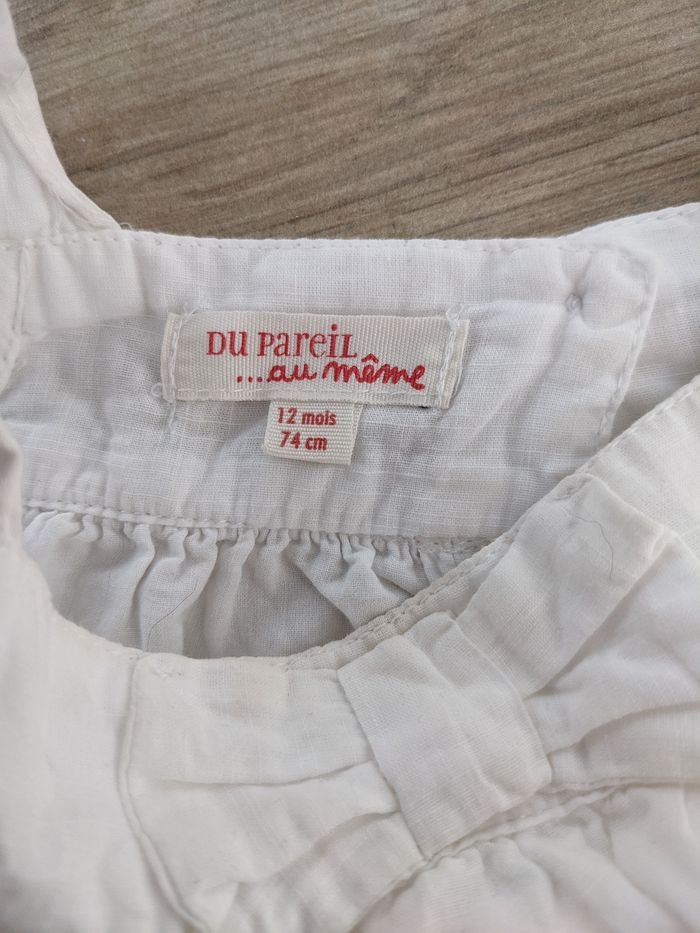 DU PAREIL
...au même
12 mois
74 cm